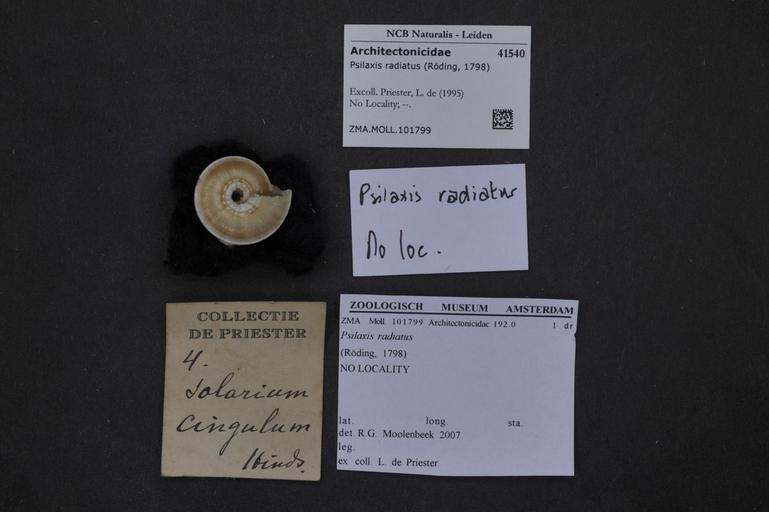 NCB Naturalis - Leiden
Architectonicidae 41540
Psilaxis radiatus (Röding, 1798)
Excoll. Priester, L. de (1995)
No Locality; --.
ZMA.MOLL.101799
Psilaxis radiatus
No loc.
COLLECTIE
DE PRIESTER
4.
Solarium
Cingulum
Hinds.
ZOOLOGISCH MUSEUM AMSTERDAM
ZMA Moll. 101799 Architectonicidae 192.0 1 dr
Psilaxis radiatus
(Röding, 1798)
NO LOCALITY
lat. long. sta.
det. R.G. Moolenbeek 2007
leg.
ex coll. L. de Priester